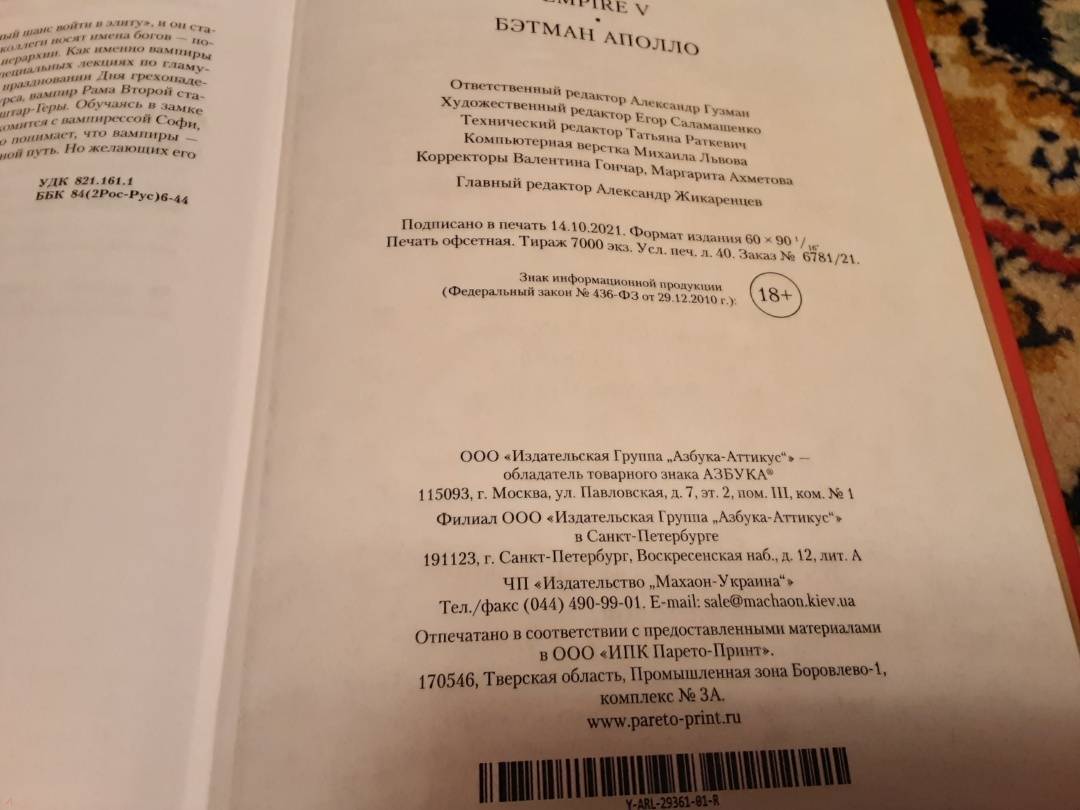 ный шанс войти в элиту», и он ста-
коллеги носят имена богов — по-
иерархии. Как именно вампиры
пециальных лекциях по гламу-
праздновании Дня грехопаде-
урса, вампир Рама Второй ста-
штар-Геры. Обучаясь в замке
комится с вампирессой Софи,
о понимает, что вампиры —
ной путь. Но желающих его
УДК 821.161.1
ББК 84(2Рос-Рус)6-44
EMPIRE V
•
БЭТМАН АПОЛЛО
Ответственный редактор Александр Гузман
Художественный редактор Егор Саламашенко
Технический редактор Татьяна Раткевич
Компьютерная верстка Михаила Львова
Корректоры Валентина Гончар, Маргарита Ахметова
Главный редактор Александр Жикаренцев
Подписано в печать 14.10.2021. Формат издания 60 × 90 1/16.
Печать офсетная. Тираж 7000 экз. Усл. печ. л. 40. Заказ № 6781/21.
Знак информационной продукции
(Федеральный закон № 436-ФЗ от 29.12.2010 г.):
18+
ООО «Издательская Группа „Азбука-Аттикус“» —
обладатель товарного знака АЗБУКА®
115093, г. Москва, ул. Павловская, д. 7, эт. 2, пом. III, ком. № 1
Филиал ООО «Издательская Группа „Азбука-Аттикус“»
в Санкт-Петербурге
191123, г. Санкт-Петербург, Воскресенская наб., д. 12, лит. А
ЧП «Издательство „Махаон-Украина“»
Тел./факс (044) 490-99-01. E-mail: sale@machaon.kiev.ua
Отпечатано в соответствии с предоставленными материалами
в ООО «ИПК Парето-Принт».
170546, Тверская область, Промышленная зона Боровлево-1,
комплекс № 3А.
www.pareto-print.ru
Y-ARL-29361-01-R